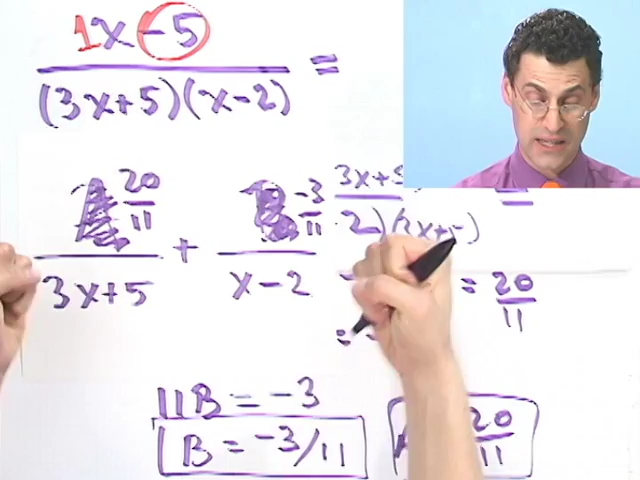 1x - 5
(3x+5)(x-2) =
20/11 -3/11 3x+5
+ 2)(3x+5)
3x+5 x-2 = 20/11
11B = -3
B = -3/11 A 20/11